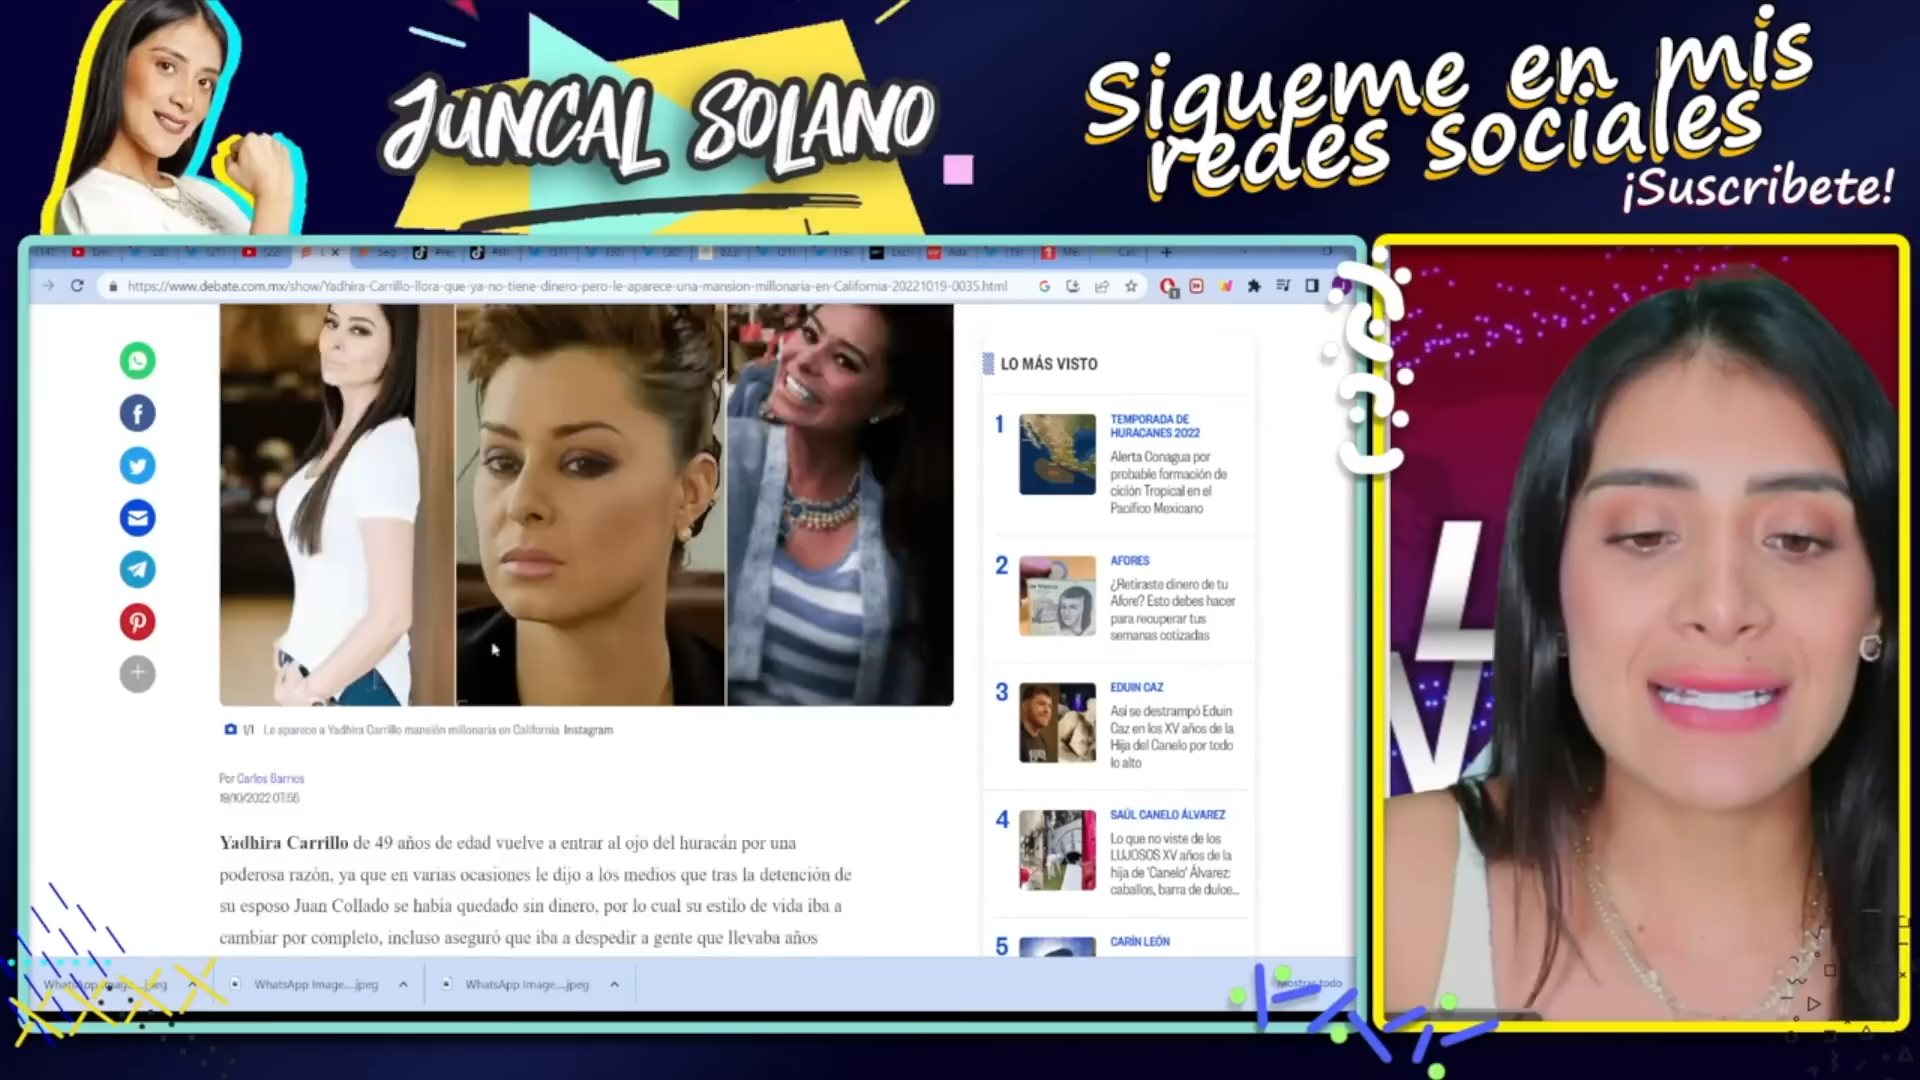 JUNCAL SOLANO
Sigueme en mis
redes sociales
¡Suscribete!
https://www.debate.com.mx/show/Yadhira-Carrillo-llora-que-ya-no-tiene-dinero-pero-le-aparece-una-mansion-millonaria-en-California-20221019-0035.html
1/1 Le aparece a Yadhira Carrillo mansión millonaria en California Instagram
Por Carlos Barrios
19/10/2022 07:55
Yadhira Carrillo de 49 años de edad vuelve a entrar al ojo del huracán por una
poderosa razón, ya que en varias ocasiones le dijo a los medios que tras la detención de
su esposo Juan Collado se había quedado sin dinero, por lo cual su estilo de vida iba a
cambiar por completo, incluso aseguró que iba a despedir a gente que llevaba años
LO MÁS VISTO
1
TEMPORADA DE
HURACANES 2022
Alerta Conagua por
probable formación de
ciclón Tropical en el
Pacífico Mexicano
2
AFORES
¿Retiraste dinero de tu
Afore? Esto debes hacer
para recuperar tus
semanas cotizadas
3
EDUIN CAZ
Así se destrampó Eduin
Caz en los XV años de la
Hija del Canelo por todo
lo alto
4
SAÚL CANELO ÁLVAREZ
Lo que no viste de los
LUJOSOS XV años de la
hija de 'Canelo' Álvarez:
caballos, barra de dulce...
5
CARÍN LEÓN
WhatsApp Image....jpeg
WhatsApp Image....jpeg
WhatsApp Image....jpeg
Mostrar todo